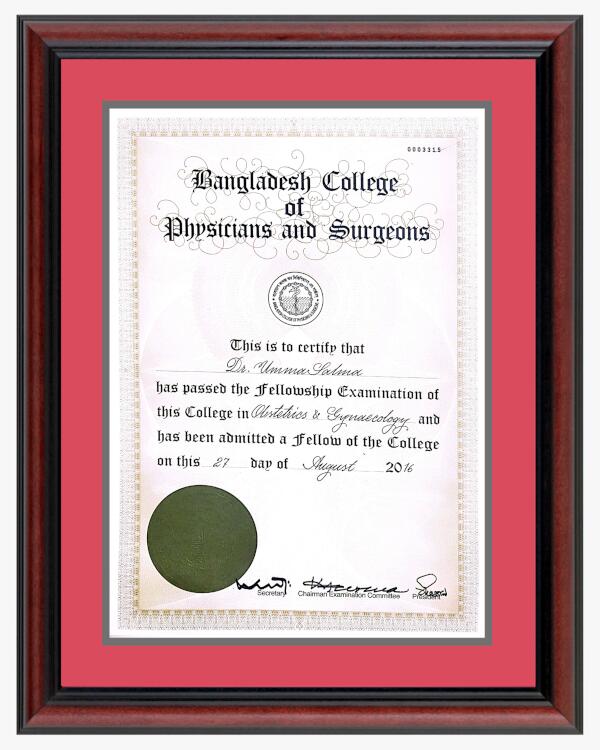 0003315
Bangladesh College
of
Physicians and Surgeons
This is to certify that
Dr. Umma Salma
has passed the Fellowship Examination of
this College in Obstetrics & Gynaecology and
has been admitted a Fellow of the College
on this 27 day of August 2016
Secretary Chairman Examination Committee President